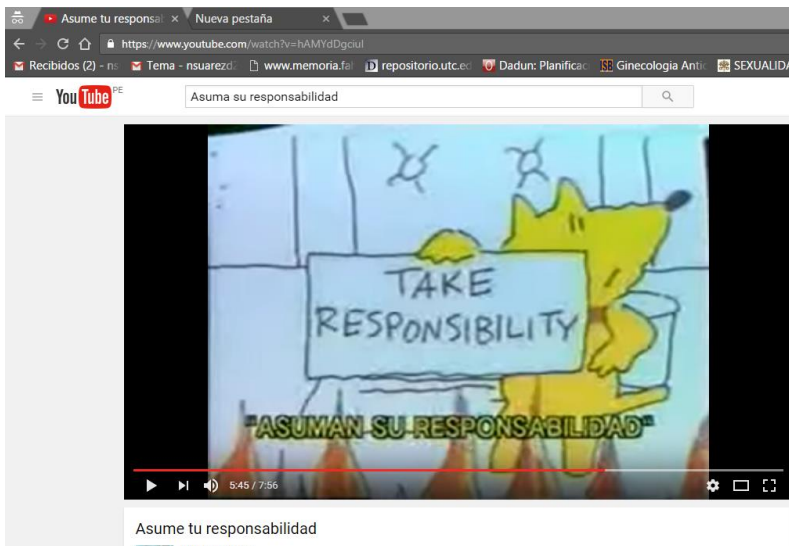 Asume tu responsal
Nueva pestaña
https://www.youtube.com/watch?v=hAMYdDgciuI
Recibidos (2) - ns Tema - nsuarezd www.memoria.fal repositorio.utc.ec Dadun: Planificac Ginecologia Antic SEXUALIDA
YouTube PE
Asuma su responsabilidad
TAKE
RESPONSIBILITY
"ASUMAN SU RESPONSABILIDAD"
5:45 / 7:56
Asume tu responsabilidad